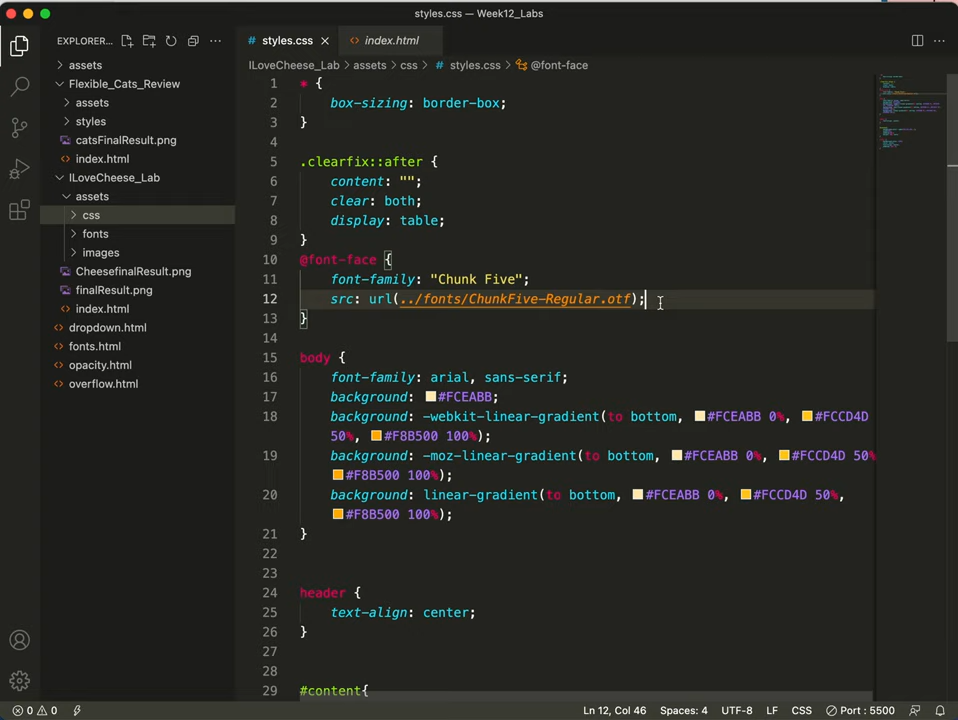 styles.css — Week12_Labs
EXPLORER...
styles.css
index.html
ILoveCheese_Lab > assets > css > # styles.css > @font-face
assets
Flexible_Cats_Review
assets
styles
catsFinalResult.png
index.html
ILoveCheese_Lab
assets
css
fonts
images
CheesefinalResult.png
finalResult.png
index.html
dropdown.html
fonts.html
opacity.html
overflow.html
1 * {
2 box-sizing: border-box;
3 }
4
5 .clearfix::after {
6 content: "";
7 clear: both;
8 display: table;
9 }
10 @font-face {
11 font-family: "Chunk Five";
12 src: url(../fonts/ChunkFive-Regular.otf);
13 }
14
15 body {
16 font-family: arial, sans-serif;
17 background: #FCEABB;
18 background: -webkit-linear-gradient(to bottom, #FCEABB 0%, #FCCD4D
50%, #F8B500 100%);
19 background: -moz-linear-gradient(to bottom, #FCEABB 0%, #FCCD4D 50%
#F8B500 100%);
20 background: linear-gradient(to bottom, #FCEABB 0%, #FCCD4D 50%,
#F8B500 100%);
21 }
22
23
24 header {
25 text-align: center;
26 }
27
28
29 #content{
0 0 Ln 12, Col 46 Spaces: 4 UTF-8 LF CSS Port : 5500